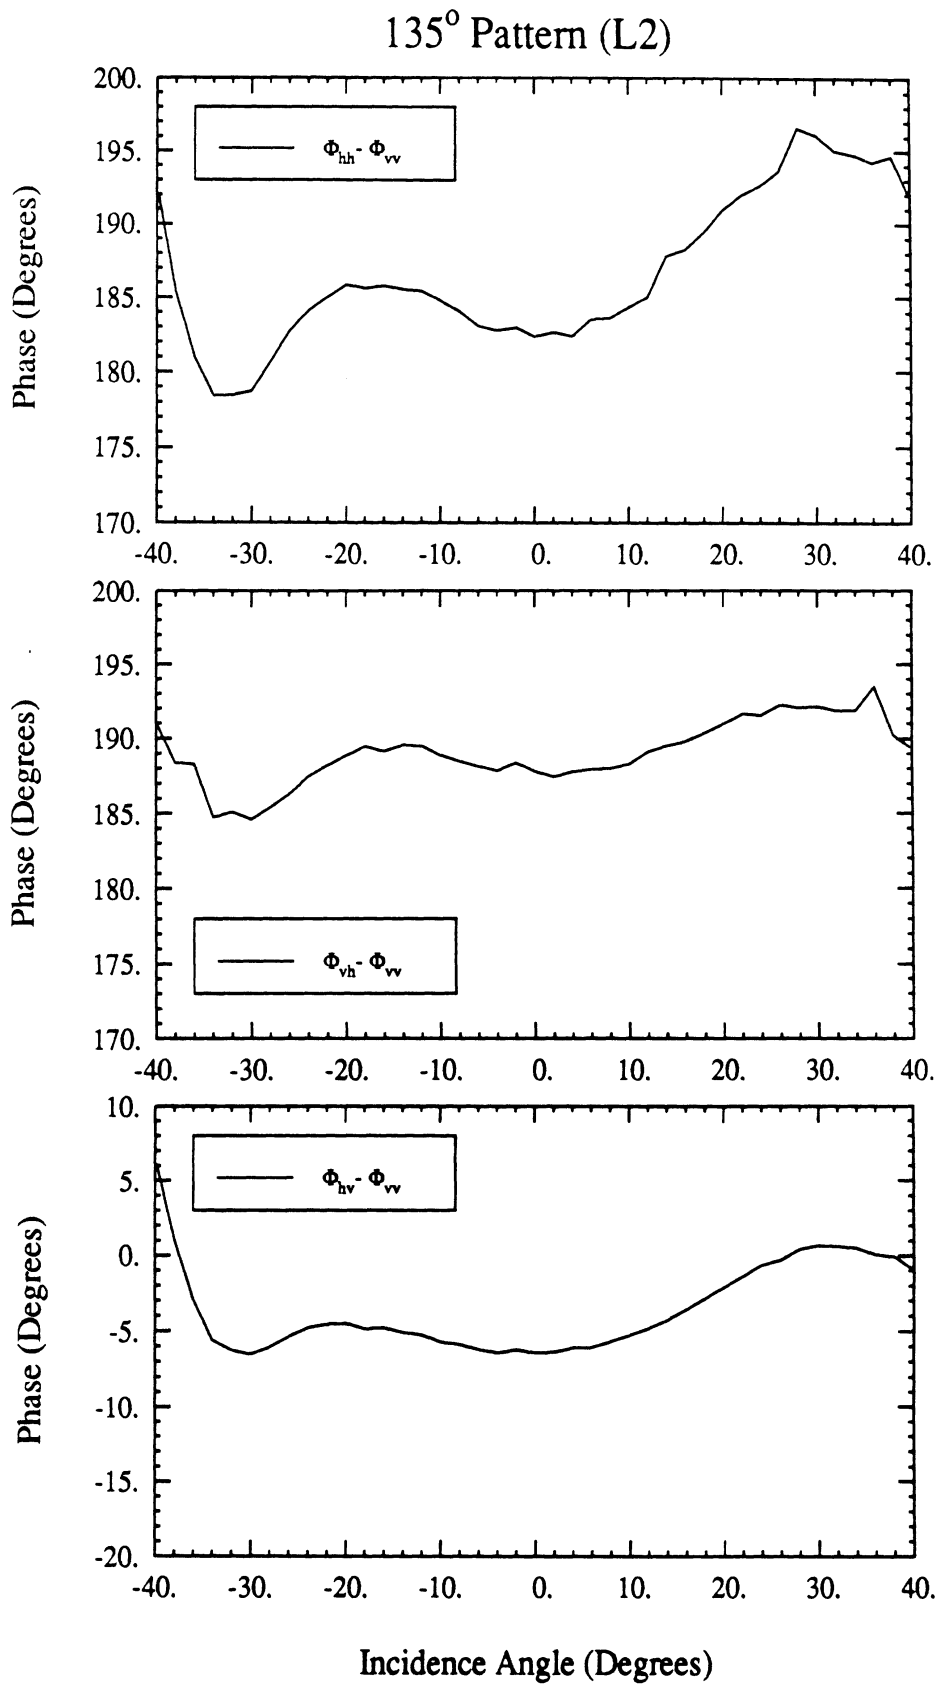 135° Pattern (L2)
200.
195.
190.
185.
180.
175.
170.
Phase (Degrees)
Φhh- Φvv
-40. -30. -20. -10. 0. 10. 20. 30. 40.
200.
195.
190.
185.
180.
175.
170.
Phase (Degrees)
Φvh- Φvv
-40. -30. -20. -10. 0. 10. 20. 30. 40.
10.
5.
0.
-5.
-10.
-15.
-20.
Phase (Degrees)
Φhv- Φvv
-40. -30. -20. -10. 0. 10. 20. 30. 40.
Incidence Angle (Degrees)